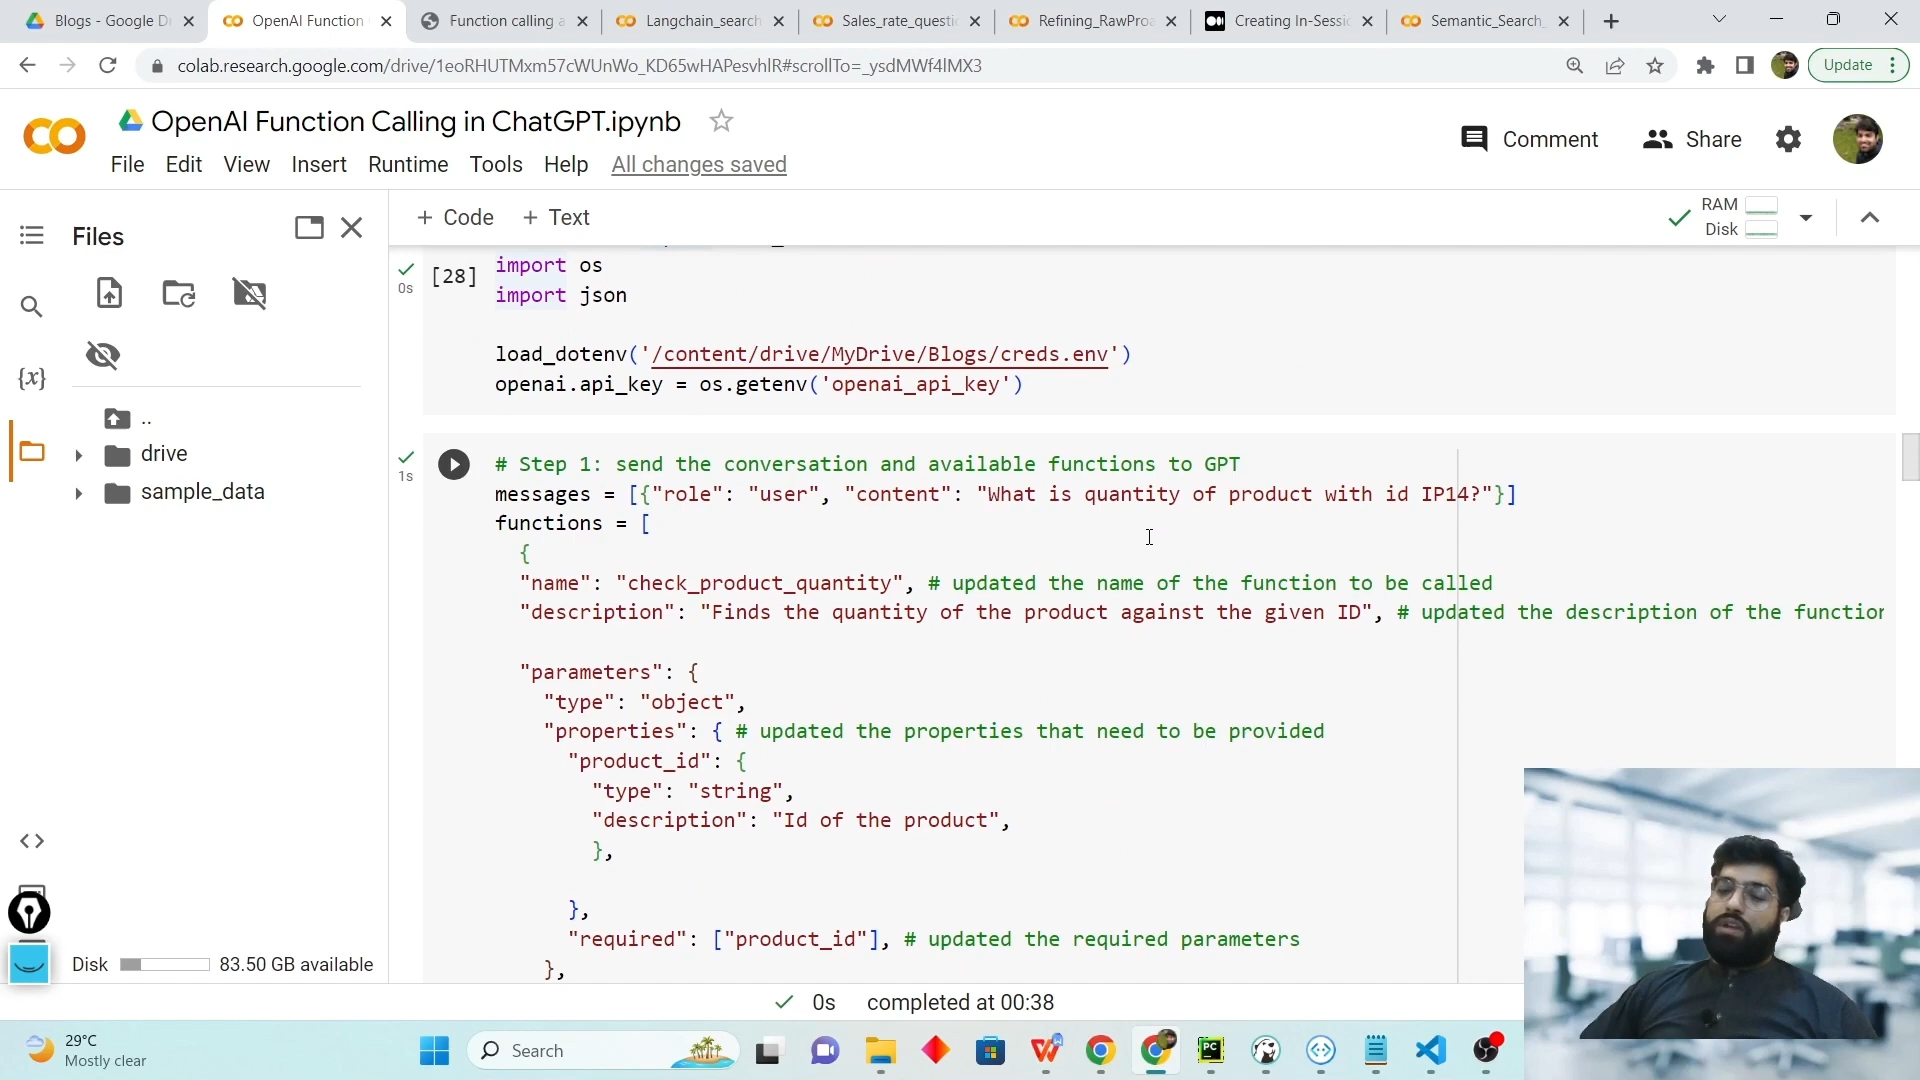 Blogs - Google Dr
OpenAI Function
Function calling a
Langchain_search
Sales_rate_questi
Refining_RawProa
Creating In-Sessi
Semantic_Search_
colab.research.google.com/drive/1eoRHUTMxm57cWUnWo_KD65wHAPesvhlR#scrollTo=_ysdMWf4lMX3
Update
OpenAI Function Calling in ChatGPT.ipynb
Comment
Share
File Edit View Insert Runtime Tools Help All changes saved
Files
+ Code + Text
RAM
Disk
[28]
0s
import os
import json
load_dotenv('/content/drive/MyDrive/Blogs/creds.env')
openai.api_key = os.getenv('openai_api_key')
{x}
..
drive
sample_data
1s
# Step 1: send the conversation and available functions to GPT
messages = [{"role": "user", "content": "What is quantity of product with id IP14?"}]
functions = [
{
"name": "check_product_quantity", # updated the name of the function to be called
"description": "Finds the quantity of the product against the given ID", # updated the description of the function
"parameters": {
"type": "object",
"properties": { # updated the properties that need to be provided
"product_id": {
"type": "string",
"description": "Id of the product",
},
},
"required": ["product_id"], # updated the required parameters
},
Disk
83.50 GB available
0s completed at 00:38
29°C
Mostly clear
Search